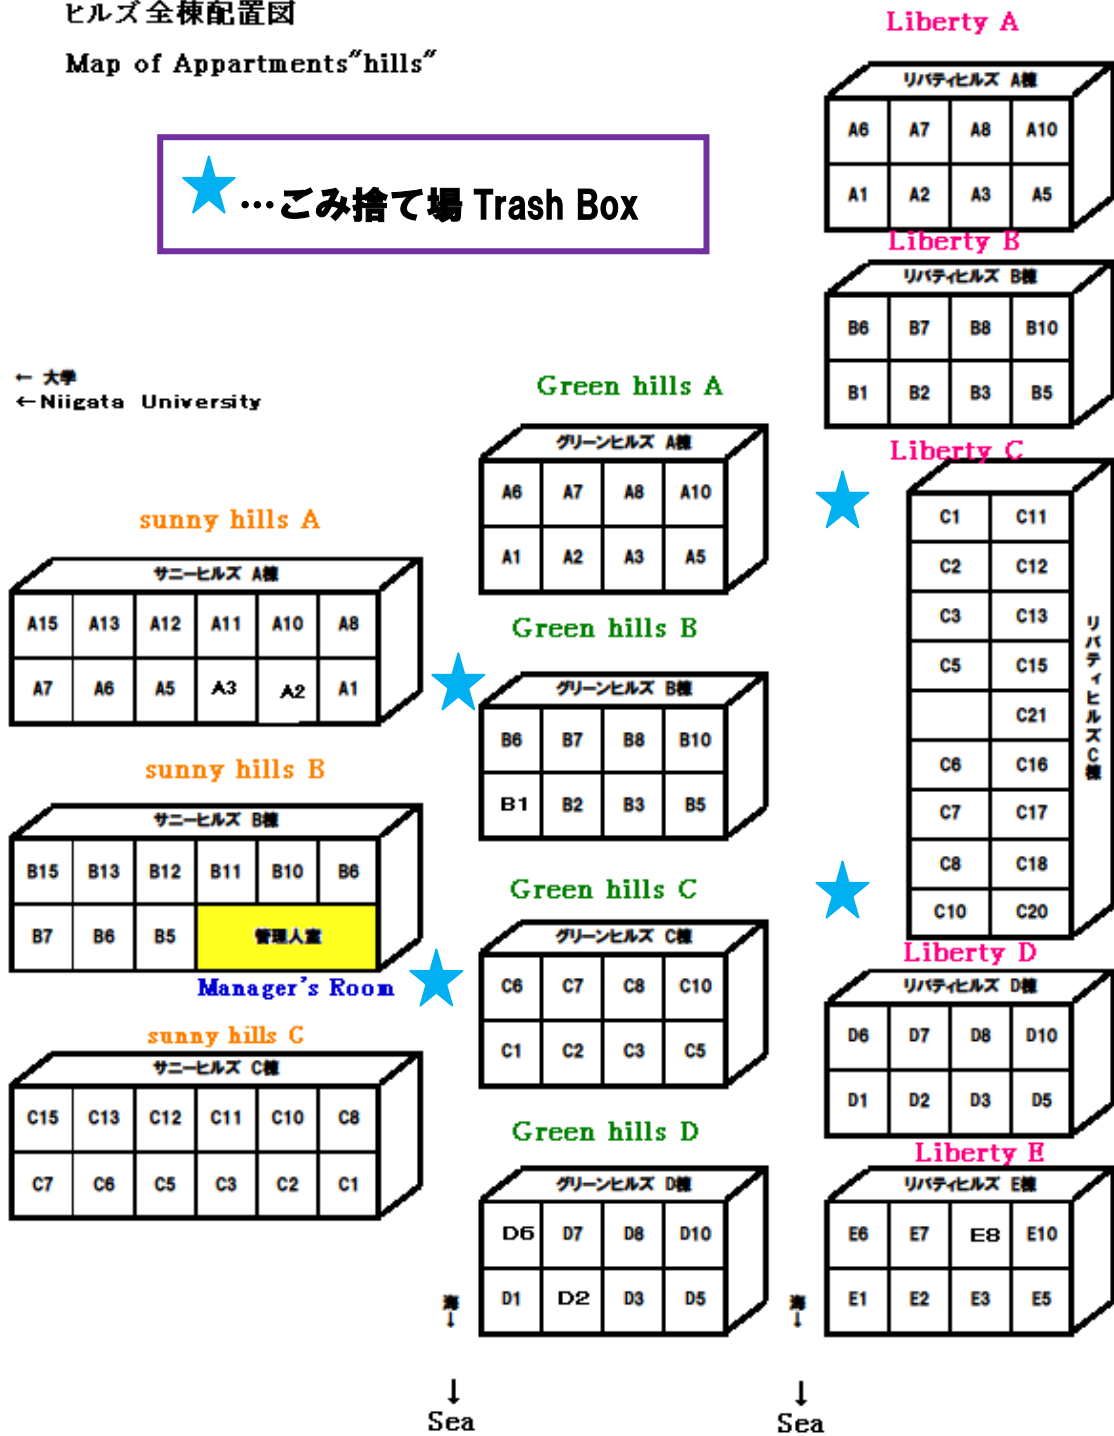 ヒルズ全棟配置図
Map of Appartments"hills"
★…ごみ捨て場 Trash Box
← 大学
←Niigata University
sunny hills A
サニーヒルズ A棟
A15 A13 A12 A11 A10 A8
A7 A6 A5 A3 A2 A1
sunny hills B
サニーヒルズ B棟
B15 B13 B12 B11 B10 B6
B7 B6 B5 管理人室
Manager's Room
sunny hills C
サニーヒルズ C棟
C15 C13 C12 C11 C10 C8
C7 C6 C5 C3 C2 C1
Green hills A
グリーンヒルズ A棟
A6 A7 A8 A10
A1 A2 A3 A5
Green hills B
グリーンヒルズ B棟
B6 B7 B8 B10
B1 B2 B3 B5
Green hills C
グリーンヒルズ C棟
C6 C7 C8 C10
C1 C2 C3 C5
Green hills D
グリーンヒルズ D棟
D6 D7 D8 D10
D1 D2 D3 D5
海
↓
↓
Sea
Liberty A
リバティヒルズ A棟
A6 A7 A8 A10
A1 A2 A3 A5
Liberty B
リバティヒルズ B棟
B6 B7 B8 B10
B1 B2 B3 B5
Liberty C
C1 C11
C2 C12
C3 C13
C5 C15
C21
C6 C16
C7 C17
C8 C18
C10 C20
リバティヒルズC棟
Liberty D
リバティヒルズ D棟
D6 D7 D8 D10
D1 D2 D3 D5
Liberty E
リバティヒルズ E棟
E6 E7 E8 E10
E1 E2 E3 E5
海
↓
↓
Sea